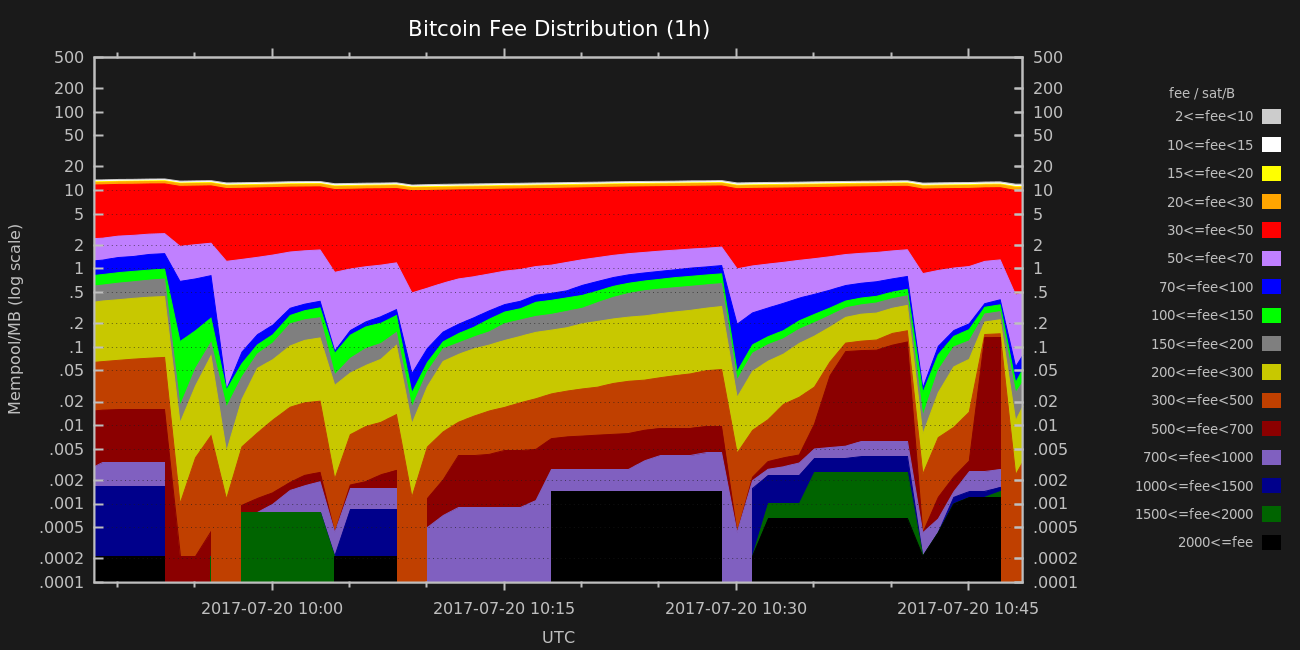 Bitcoin Fee Distribution (1h)
Mempool/MB (log scale)
500
200
100
50
20
10
5
2
1
.5
.2
.1
.05
.02
.01
.005
.002
.001
.0005
.0002
.0001
500
200
100
50
20
10
5
2
1
.5
.2
.1
.05
.02
.01
.005
.002
.001
.0005
.0002
.0001
2017-07-20 10:00 2017-07-20 10:15 2017-07-20 10:30 2017-07-20 10:45
UTC
fee / sat/B
2<=fee<10
10<=fee<15
15<=fee<20
20<=fee<30
30<=fee<50
50<=fee<70
70<=fee<100
100<=fee<150
150<=fee<200
200<=fee<300
300<=fee<500
500<=fee<700
700<=fee<1000
1000<=fee<1500
1500<=fee<2000
2000<=fee